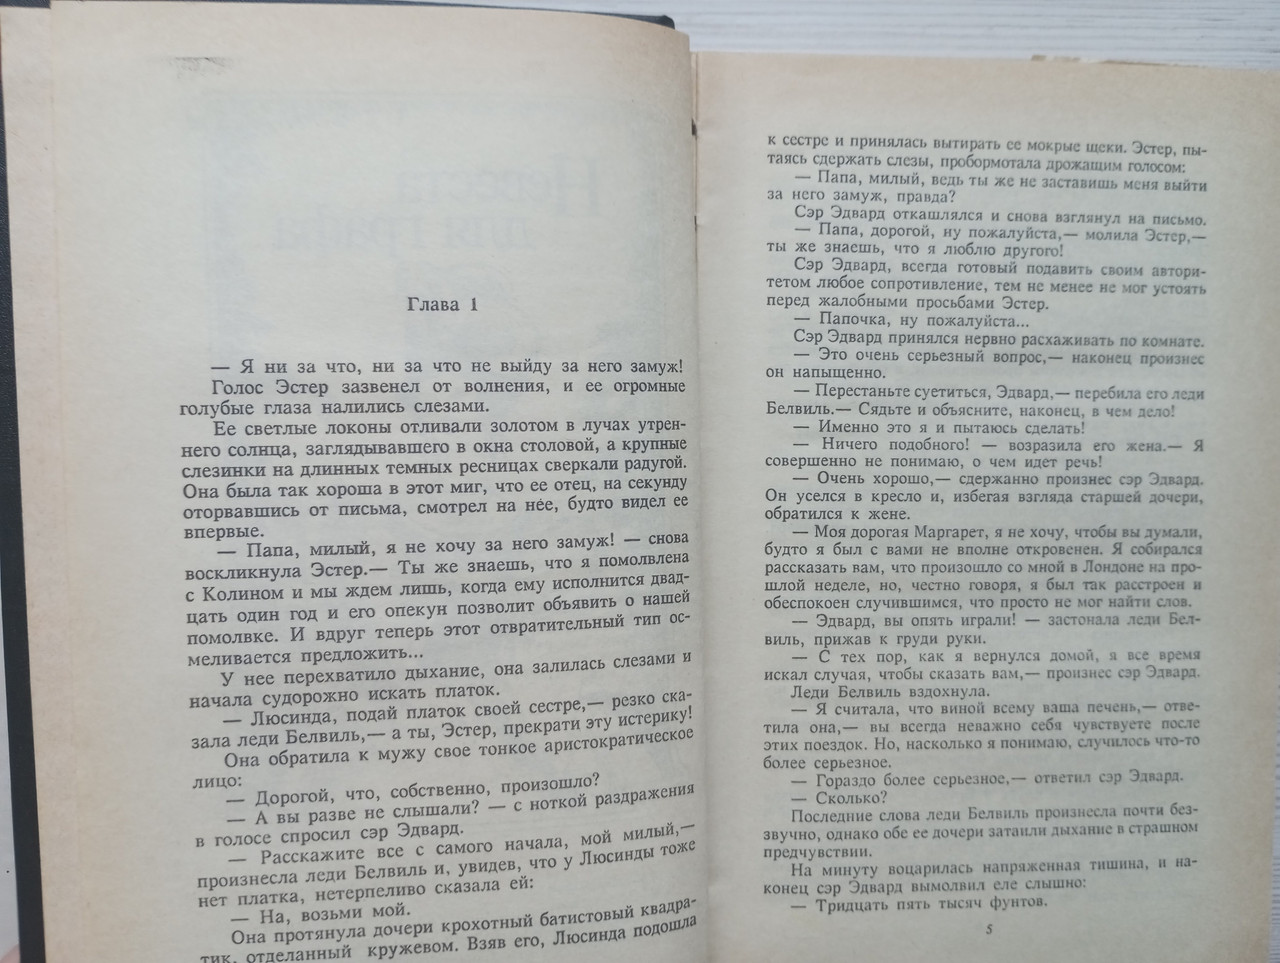 Глава 1
— Я ни за что, ни за что не выйду за него замуж!
Голос Эстер зазвенел от волнения, и ее огромные
голубые глаза налились слезами.
Ее светлые локоны отливали золотом в лучах утрен-
него солнца, заглядывавшего в окна столовой, а крупные
слезинки на длинных темных ресницах сверкали радугой.
Она была так хороша в этот миг, что ее отец, на секунду
оторвавшись от письма, смотрел на нее, будто видел ее
впервые.
— Папа, милый, я не хочу за него замуж! — снова
воскликнула Эстер.— Ты же знаешь, что я помолвлена
с Колином и мы ждем лишь, когда ему исполнится двад-
цать один год и его опекун позволит объявить о нашей
помолвке. И вдруг теперь этот отвратительный тип ос-
меливается предложить...
У нее перехватило дыхание, она залилась слезами и
начала судорожно искать платок.
— Люсинда, подай платок своей сестре,— резко ска-
зала леди Белвиль,— а ты, Эстер, прекрати эту истерику!
Она обратила к мужу свое тонкое аристократическое
лицо:
— Дорогой, что, собственно, произошло?
— А вы разве не слышали? — с ноткой раздражения
в голосе спросил сэр Эдвард.
— Расскажите все с самого начала, мой милый,—
произнесла леди Белвиль и, увидев, что у Люсинды тоже
нет платка, нетерпеливо сказала ей:
— На, возьми мой.
Она протянула дочери крохотный батистовый квадра-
тик, отделанный кружевом. Взяв его, Люсинда подошла
к сестре и принялась вытирать ее мокрые щеки. Эстер, пы-
таясь сдержать слезы, пробормотала дрожащим голосом:
— Папа, милый, ведь ты же не заставишь меня выйти
за него замуж, правда?
Сэр Эдвард откашлялся и снова взглянул на письмо.
— Папа, дорогой, ну пожалуйста,— молила Эстер,—
ты же знаешь, что я люблю другого!
Сэр Эдвард, всегда готовый подавить своим автори-
тетом любое сопротивление, тем не менее не мог устоять
перед жалобными просьбами Эстер.
— Папочка, ну пожалуйста...
Сэр Эдвард принялся нервно расхаживать по комнате.
— Это очень серьезный вопрос,— наконец произнес
он напыщенно.
— Перестаньте суетиться, Эдвард,— перебила его леди
Белвиль.— Сядьте и объясните, наконец, в чем дело!
— Именно это я и пытаюсь сделать!
— Ничего подобного! — возразила его жена.— Я
совершенно не понимаю, о чем идет речь!
— Очень хорошо,— сдержанно произнес сэр Эдвард.
Он уселся в кресло и, избегая взгляда старшей дочери,
обратился к жене.
— Моя дорогая Маргарет, я не хочу, чтобы вы думали,
будто я был с вами не вполне откровенен. Я собирался
рассказать вам, что произошло со мной в Лондоне на про-
шлой неделе, но, честно говоря, я был так расстроен и
обеспокоен случившимся, что просто не мог найти слов.
— Эдвард, вы опять играли! — застонала леди Бел-
виль, прижав к груди руки.
— С тех пор, как я вернулся домой, я все время
искал случая, чтобы сказать вам,— произнес сэр Эдвард.
Леди Белвиль вздохнула.
— Я считала, что виной всему ваша печень,— отве-
тила она,— вы всегда неважно себя чувствуете после
этих поездок. Но, насколько я понимаю, случилось что-то
более серьезное.
— Гораздо более серьезное,— ответил сэр Эдвард.
— Сколько?
Последние слова леди Белвиль произнесла почти без-
звучно, однако обе ее дочери затаили дыхание в страшном
предчувствии.
На минуту воцарилась напряженная тишина, и на-
конец сэр Эдвард вымолвил еле слышно:
— Тридцать пять тысяч фунтов.
5